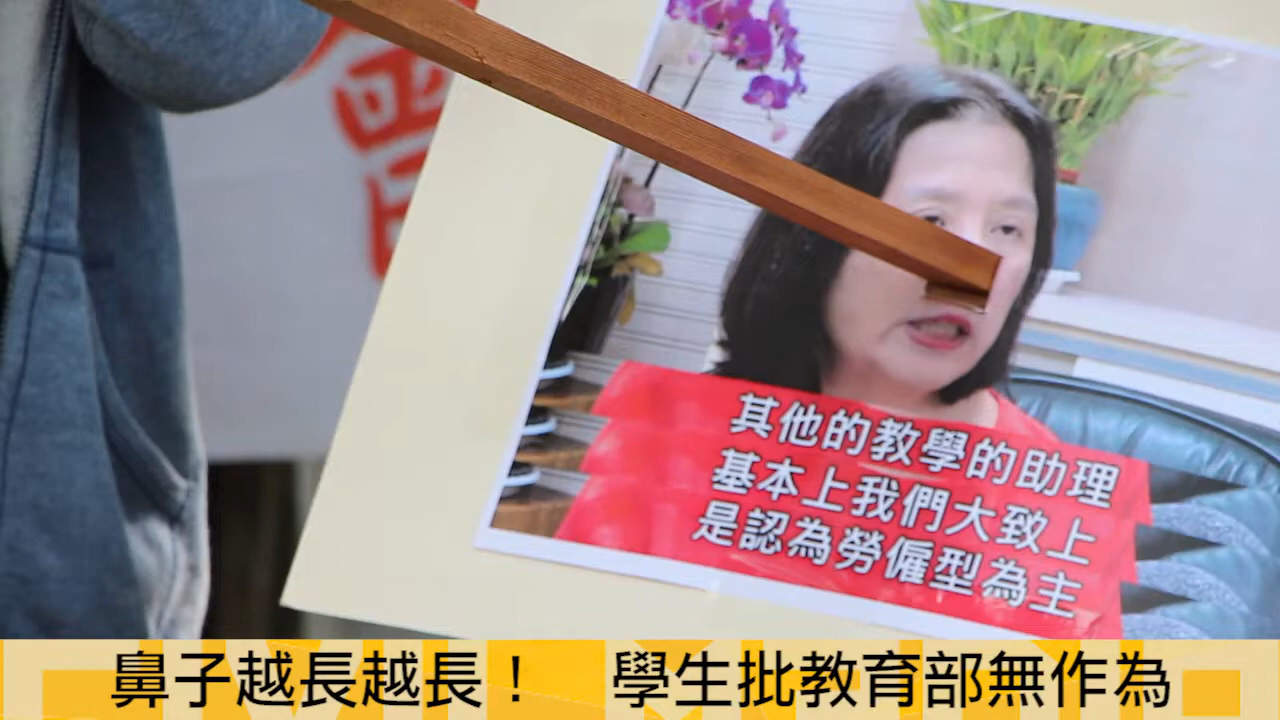 其他的教學的助理
基本上我們大致上
是認為勞僱型為主
鼻子越長越長！ 學生批教育部無作為